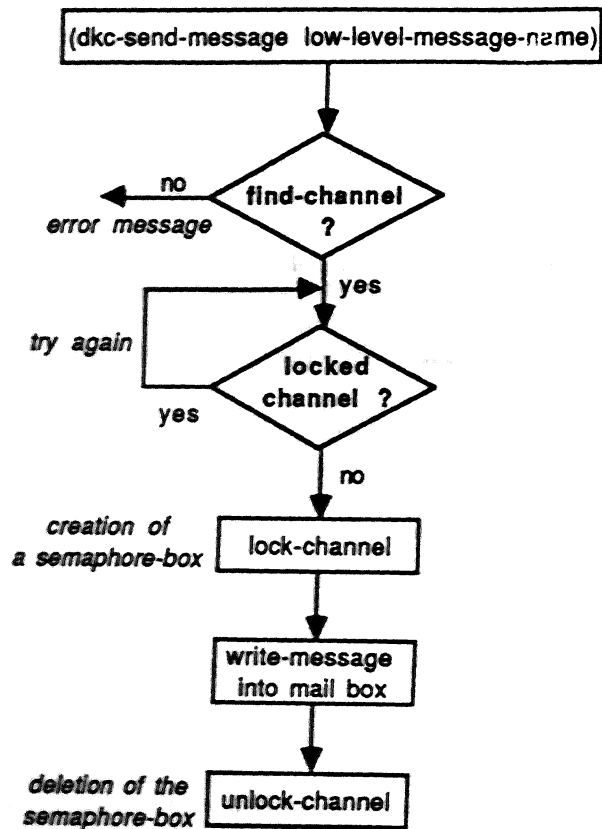 (dkc-send-message low-level-message-name)
no
find-channel
?
error message
yes
try again
locked
channel ?
yes
no
creation of
a semaphore-box
lock-channel
write-message
into mail box
deletion of the
semaphore-box
unlock-channel